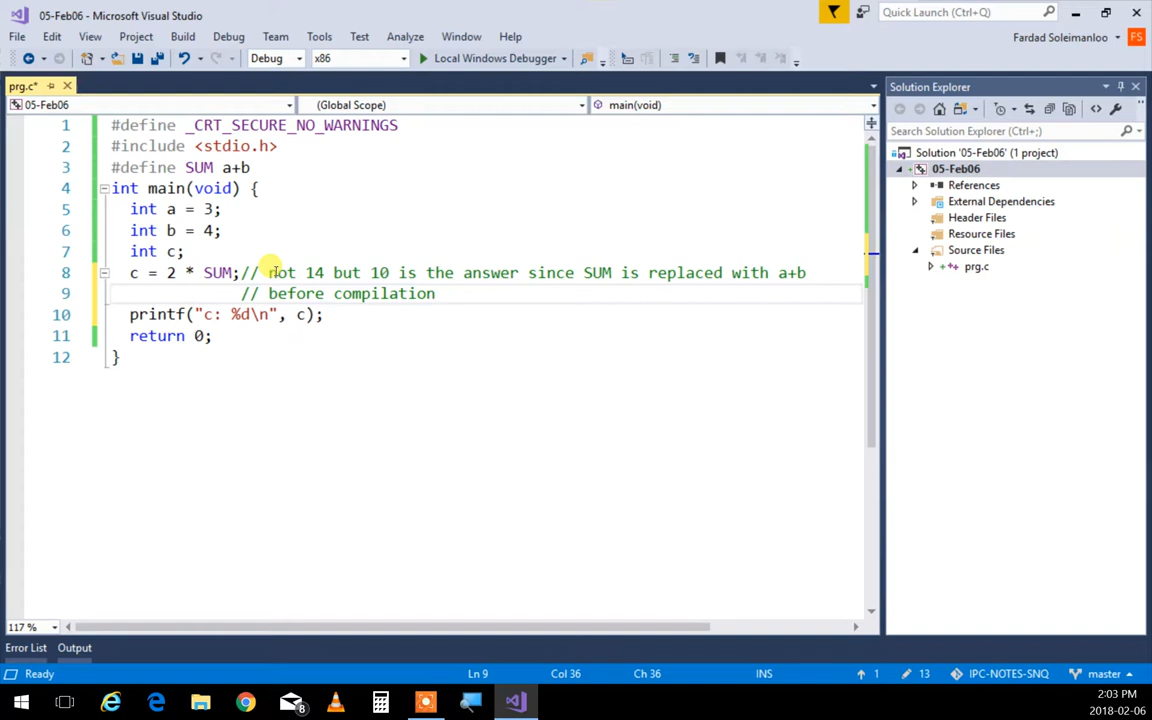 05-Feb06 - Microsoft Visual Studio
Quick Launch (Ctrl+Q)
File Edit View Project Build Debug Team Tools Test Analyze Window Help
Fardad Soleimanloo FS
Debug x86 Local Windows Debugger
prg.c*
05-Feb06 (Global Scope) main(void)
1 #define _CRT_SECURE_NO_WARNINGS
2 #include <stdio.h>
3 #define SUM a+b
4 int main(void) {
5 int a = 3;
6 int b = 4;
7 int c;
8 c = 2 * SUM;// not 14 but 10 is the answer since SUM is replaced with a+b
9 // before compilation
10 printf("c: %d\n", c);
11 return 0;
12 }
117 %
Solution Explorer
Search Solution Explorer (Ctrl+;)
Solution '05-Feb06' (1 project)
05-Feb06
References
External Dependencies
Header Files
Resource Files
Source Files
prg.c
Error List Output
Ready Ln 9 Col 36 Ch 36 INS 1 13 IPC-NOTES-SNQ master
8
2:03 PM
2018-02-06